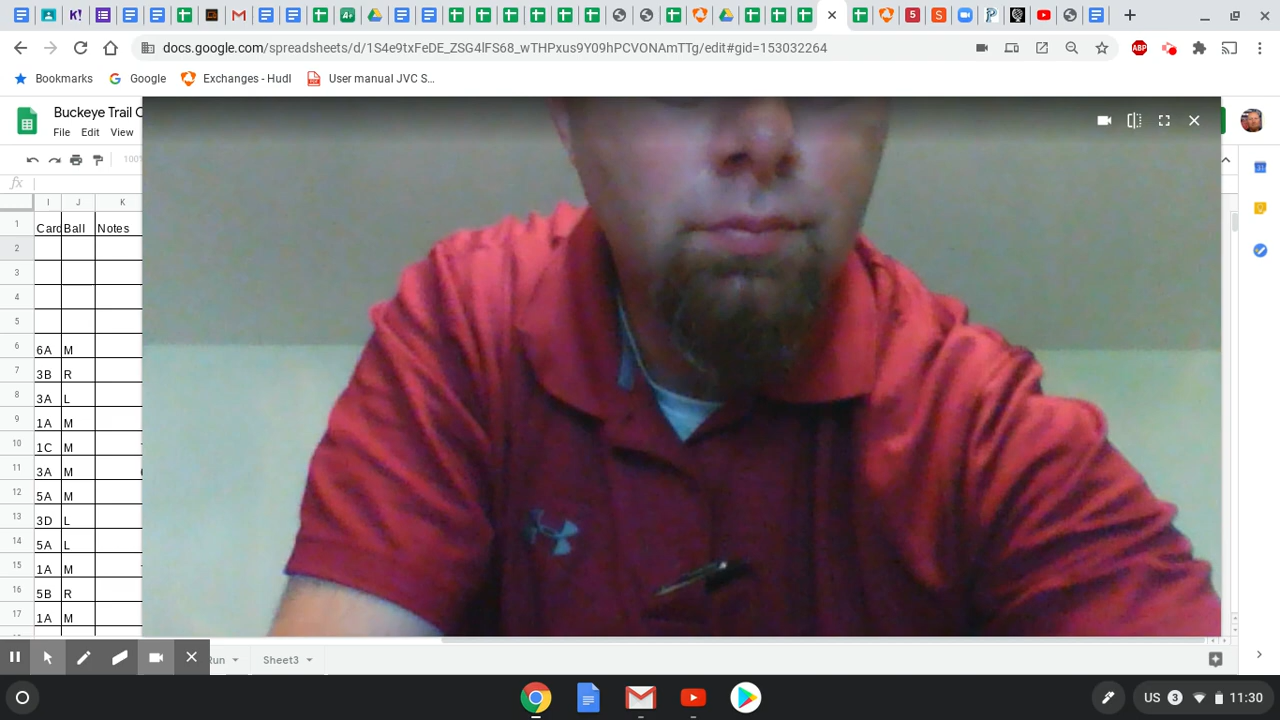 docs.google.com/spreadsheets/d/1S4e9txFeDE_ZSG4lFS68_wTHPxus9Y09hPCVONAmTTg/edit#gid=153032264
ABP
Bookmarks Google Exchanges - Hudl User manual JVC S...
Buckeye Trail
File Edit View
100%
fx
I J K
1 Card Ball Notes
2
3
4
5
6 6A M
7 3B R
8 3A L
9 1A M
10 1C M
11 3A M
12 5A M
13 3D L
14 5A L
15 1A M
16 5B R
17 1A M
Run Sheet3
US 3 11:30